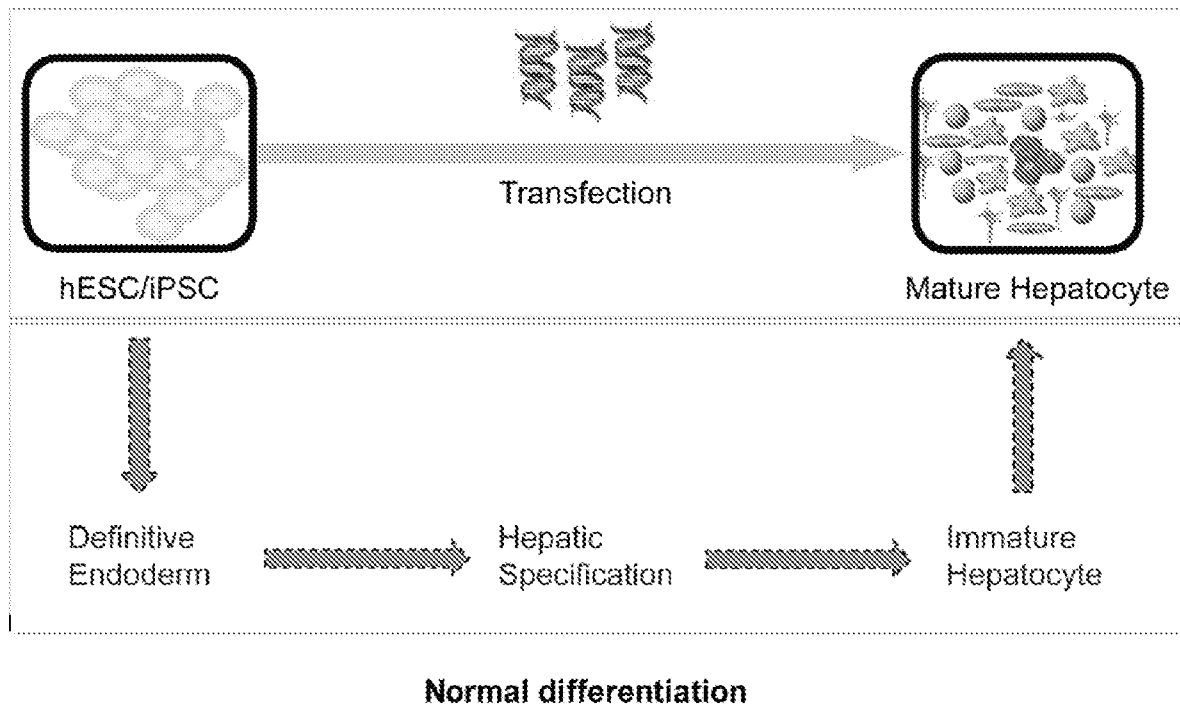 Transfection
hESC/iPSC
Mature Hepatocyte
Definitive
Endoderm
Hepatic
Specification
Immature
Hepatocyte
Normal differentiation